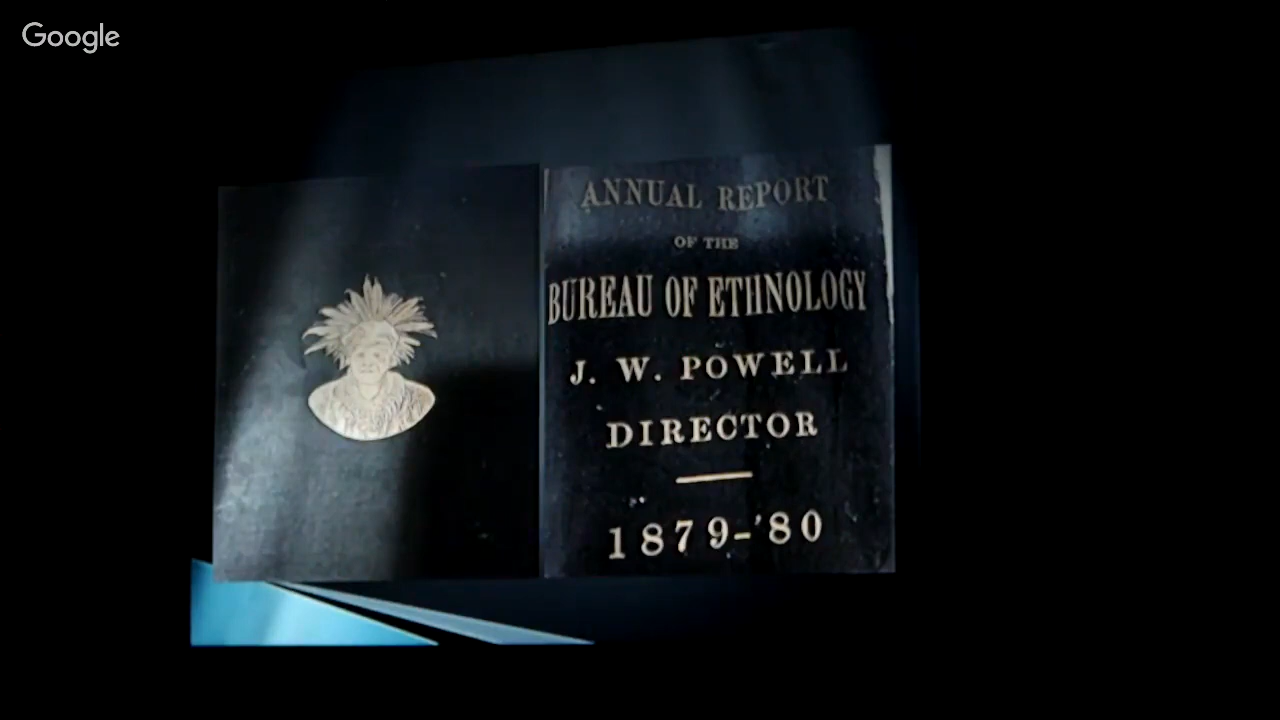 Google
ANNUAL REPORT
OF THE
BUREAU OF ETHNOLOGY
J. W. POWELL
DIRECTOR
1879-'80